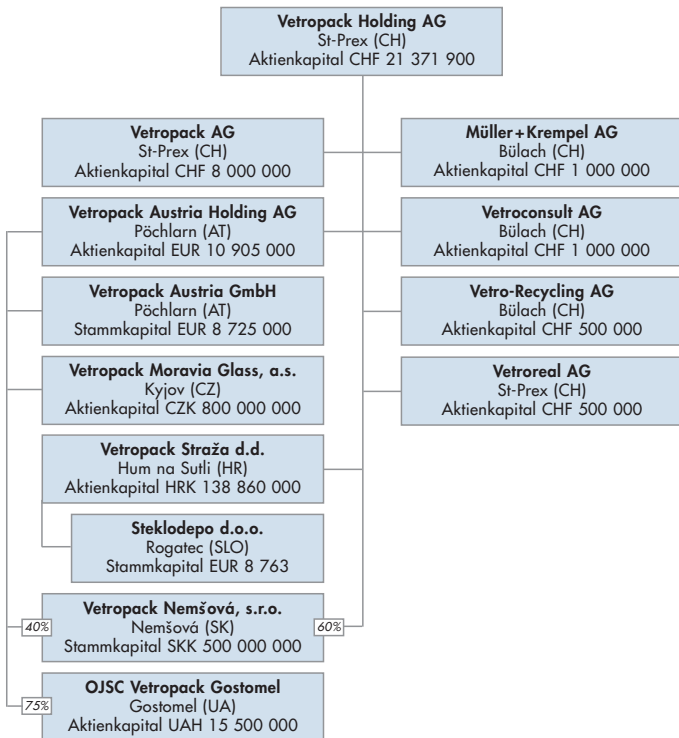 Vetropack Holding AG
St-Prex (CH)
Aktienkapital CHF 21 371 900
Vetropack AG
St-Prex (CH)
Aktienkapital CHF 8 000 000
Müller+Krempel AG
Bülach (CH)
Aktienkapital CHF 1 000 000
Vetropack Austria Holding AG
Pöchlarn (AT)
Aktienkapital EUR 10 905 000
Vetroconsult AG
Bülach (CH)
Aktienkapital CHF 1 000 000
Vetropack Austria GmbH
Pöchlarn (AT)
Stammkapital EUR 8 725 000
Vetro-Recycling AG
Bülach (CH)
Aktienkapital CHF 500 000
Vetropack Moravia Glass, a.s.
Kyjov (CZ)
Aktienkapital CZK 800 000 000
Vetroreal AG
St-Prex (CH)
Aktienkapital CHF 500 000
Vetropack Straža d.d.
Hum na Sutli (HR)
Aktienkapital HRK 138 860 000
Steklodepo d.o.o.
Rogatec (SLO)
Stammkapital EUR 8 763
Vetropack Nemšová, s.r.o.
40% Nemšová (SK) 60%
Stammkapital SKK 500 000 000
OJSC Vetropack Gostomel
75% Gostomel (UA)
Aktienkapital UAH 15 500 000